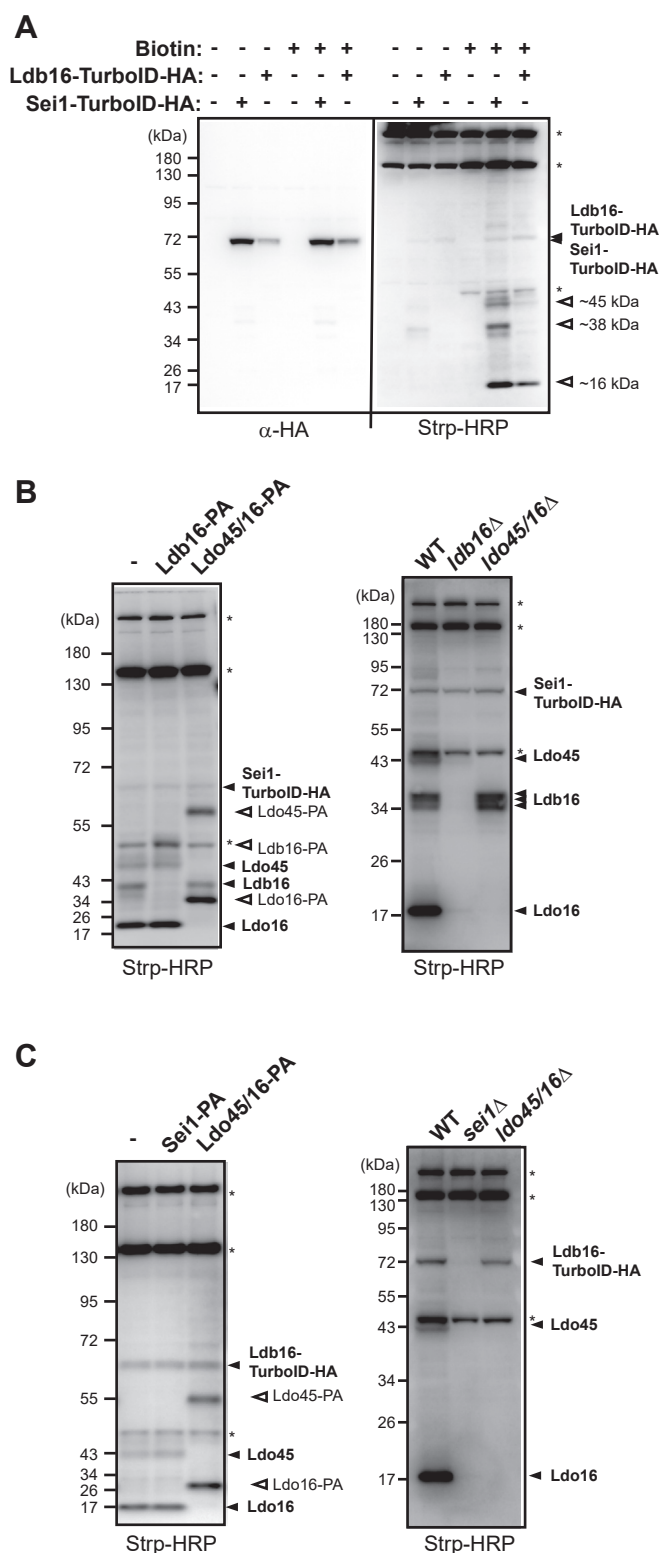 A
Biotin: - - - + + + - - - + + +
Ldb16-TurboID-HA: - - + - - + - - + - - +
Sei1-TurboID-HA: - + - - + - - + - - + -
(kDa)
180
130
95
72
55
43
34
26
17
*
*
Ldb16-
TurboID-HA
Sei1-
TurboID-HA
*
~45 kDa
~38 kDa
~16 kDa
α-HA
Strp-HRP
B
- Ldb16-PA Ldo45/16-PA
(kDa)
180
130
95
72
55
43
34
26
17
*
*
Sei1-
TurboID-HA
Ldo45-PA
* Ldb16-PA
Ldo45
Ldb16
Ldo16-PA
Ldo16
Strp-HRP
WT ldb16Δ ldo45/16Δ
(kDa)
180
130
95
72
55
43
34
26
17
*
*
Sei1-
TurboID-HA
*
Ldo45
Ldb16
Ldo16
Strp-HRP
C
- Sei1-PA Ldo45/16-PA
(kDa)
180
130
95
72
55
43
34
26
17
*
*
Ldb16-
TurboID-HA
Ldo45-PA
*
Ldo45
Ldo16-PA
Ldo16
Strp-HRP
WT sei1Δ ldo45/16Δ
(kDa)
180
130
95
72
55
43
34
26
17
*
*
Ldb16-
TurboID-HA
*
Ldo45
Ldo16
Strp-HRP